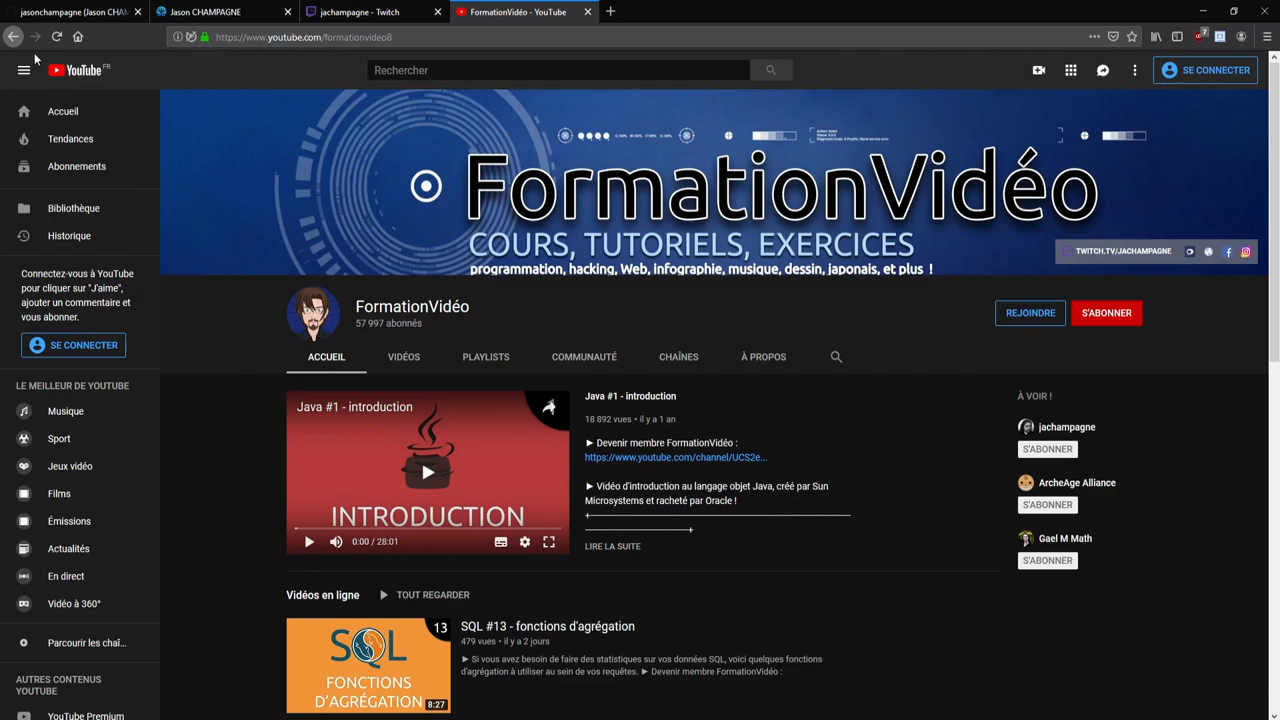 jasonchampagne (Jason CHAM
Jason CHAMPAGNE
jachampagne - Twitch
FormationVidéo - YouTube
https://www.youtube.com/formationvideo8
7
YouTube FR
Rechercher
SE CONNECTER
Accueil
Tendances
Abonnements
Bibliothèque
Historique
Connectez-vous à YouTube
pour cliquer sur "J'aime",
ajouter un commentaire et
vous abonner.
SE CONNECTER
LE MEILLEUR DE YOUTUBE
Musique
Sport
Jeux vidéo
Films
Émissions
Actualités
En direct
Vidéo à 360°
Parcourir les chaî...
AUTRES CONTENUS
YOUTUBE
YouTube Premium
FormationVidéo
COURS, TUTORIELS, EXERCICES
programmation, hacking, Web, infographie, musique, dessin, japonais, et plus !
TWITCH.TV/JACHAMPAGNE
FormationVidéo
57 997 abonnés
REJOINDRE
S'ABONNER
ACCUEIL
VIDÉOS
PLAYLISTS
COMMUNAUTÉ
CHAÎNES
À PROPOS
Java #1 - introduction
INTRODUCTION
0:00 / 28:01
Java #1 - introduction
18 892 vues • il y a 1 an
► Devenir membre FormationVidéo :
https://www.youtube.com/channel/UCS2e...
► Vidéo d'introduction au langage objet Java, créé par Sun
Microsystems et racheté par Oracle !
LIRE LA SUITE
À VOIR !
jachampagne
S'ABONNER
ArcheAge Alliance
S'ABONNER
Gael M Math
S'ABONNER
Vidéos en ligne
TOUT REGARDER
SQL
13
FONCTIONS
D'AGRÉGATION
8:27
SQL #13 - fonctions d'agrégation
479 vues • il y a 2 jours
► Si vous avez besoin de faire des statistiques sur vos données SQL, voici quelques fonctions
d'agrégation à utiliser au sein de vos requêtes. ► Devenir membre FormationVidéo :